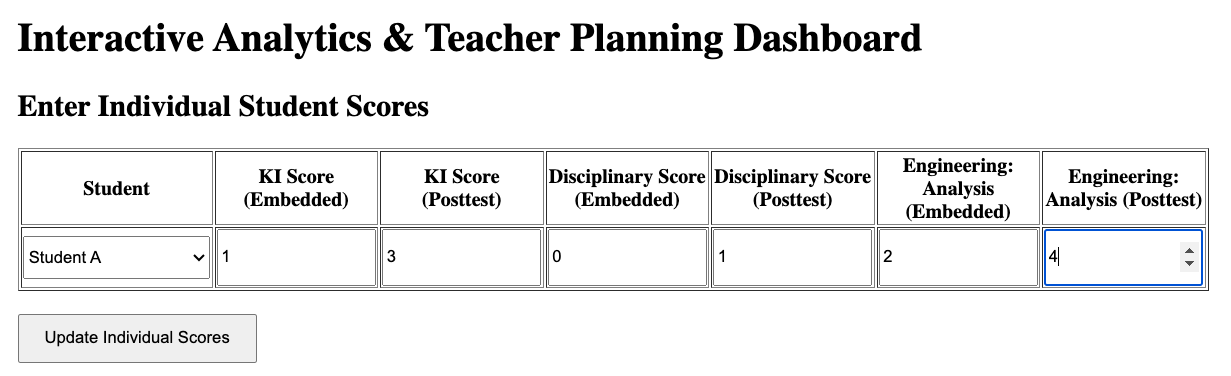 Interactive Analytics & Teacher Planning Dashboard
Enter Individual Student Scores
Student
KI Score
(Embedded)
KI Score
(Posttest)
Disciplinary Score
(Embedded)
Disciplinary Score
(Posttest)
Engineering:
Analysis
(Embedded)
Engineering:
Analysis (Posttest)
Student A
1
3
0
1
2
4
Update Individual Scores